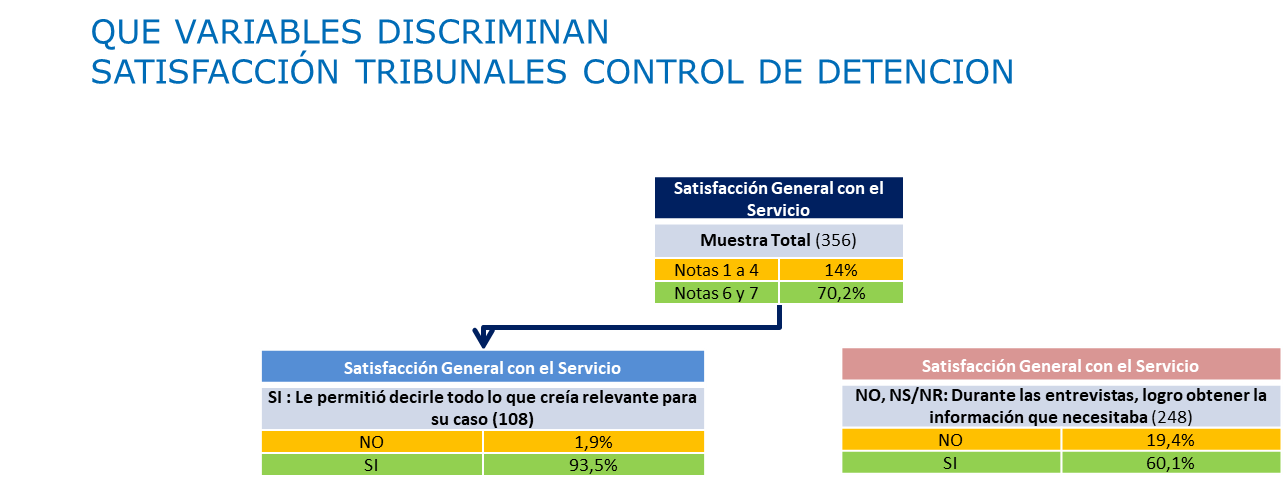 QUE VARIABLES DISCRIMINAN
SATISFACCIÓN TRIBUNALES CONTROL DE DETENCION
Satisfacción General con el
Servicio
Muestra Total (356)
Notas 1 a 4 14%
Notas 6 y 7 70,2%
Satisfacción General con el Servicio
SI : Le permitió decirle todo lo que creía relevante para
su caso (108)
NO 1,9%
SI 93,5%
Satisfacción General con el Servicio
NO, NS/NR: Durante las entrevistas, logro obtener la
información que necesitaba (248)
NO 19,4%
SI 60,1%